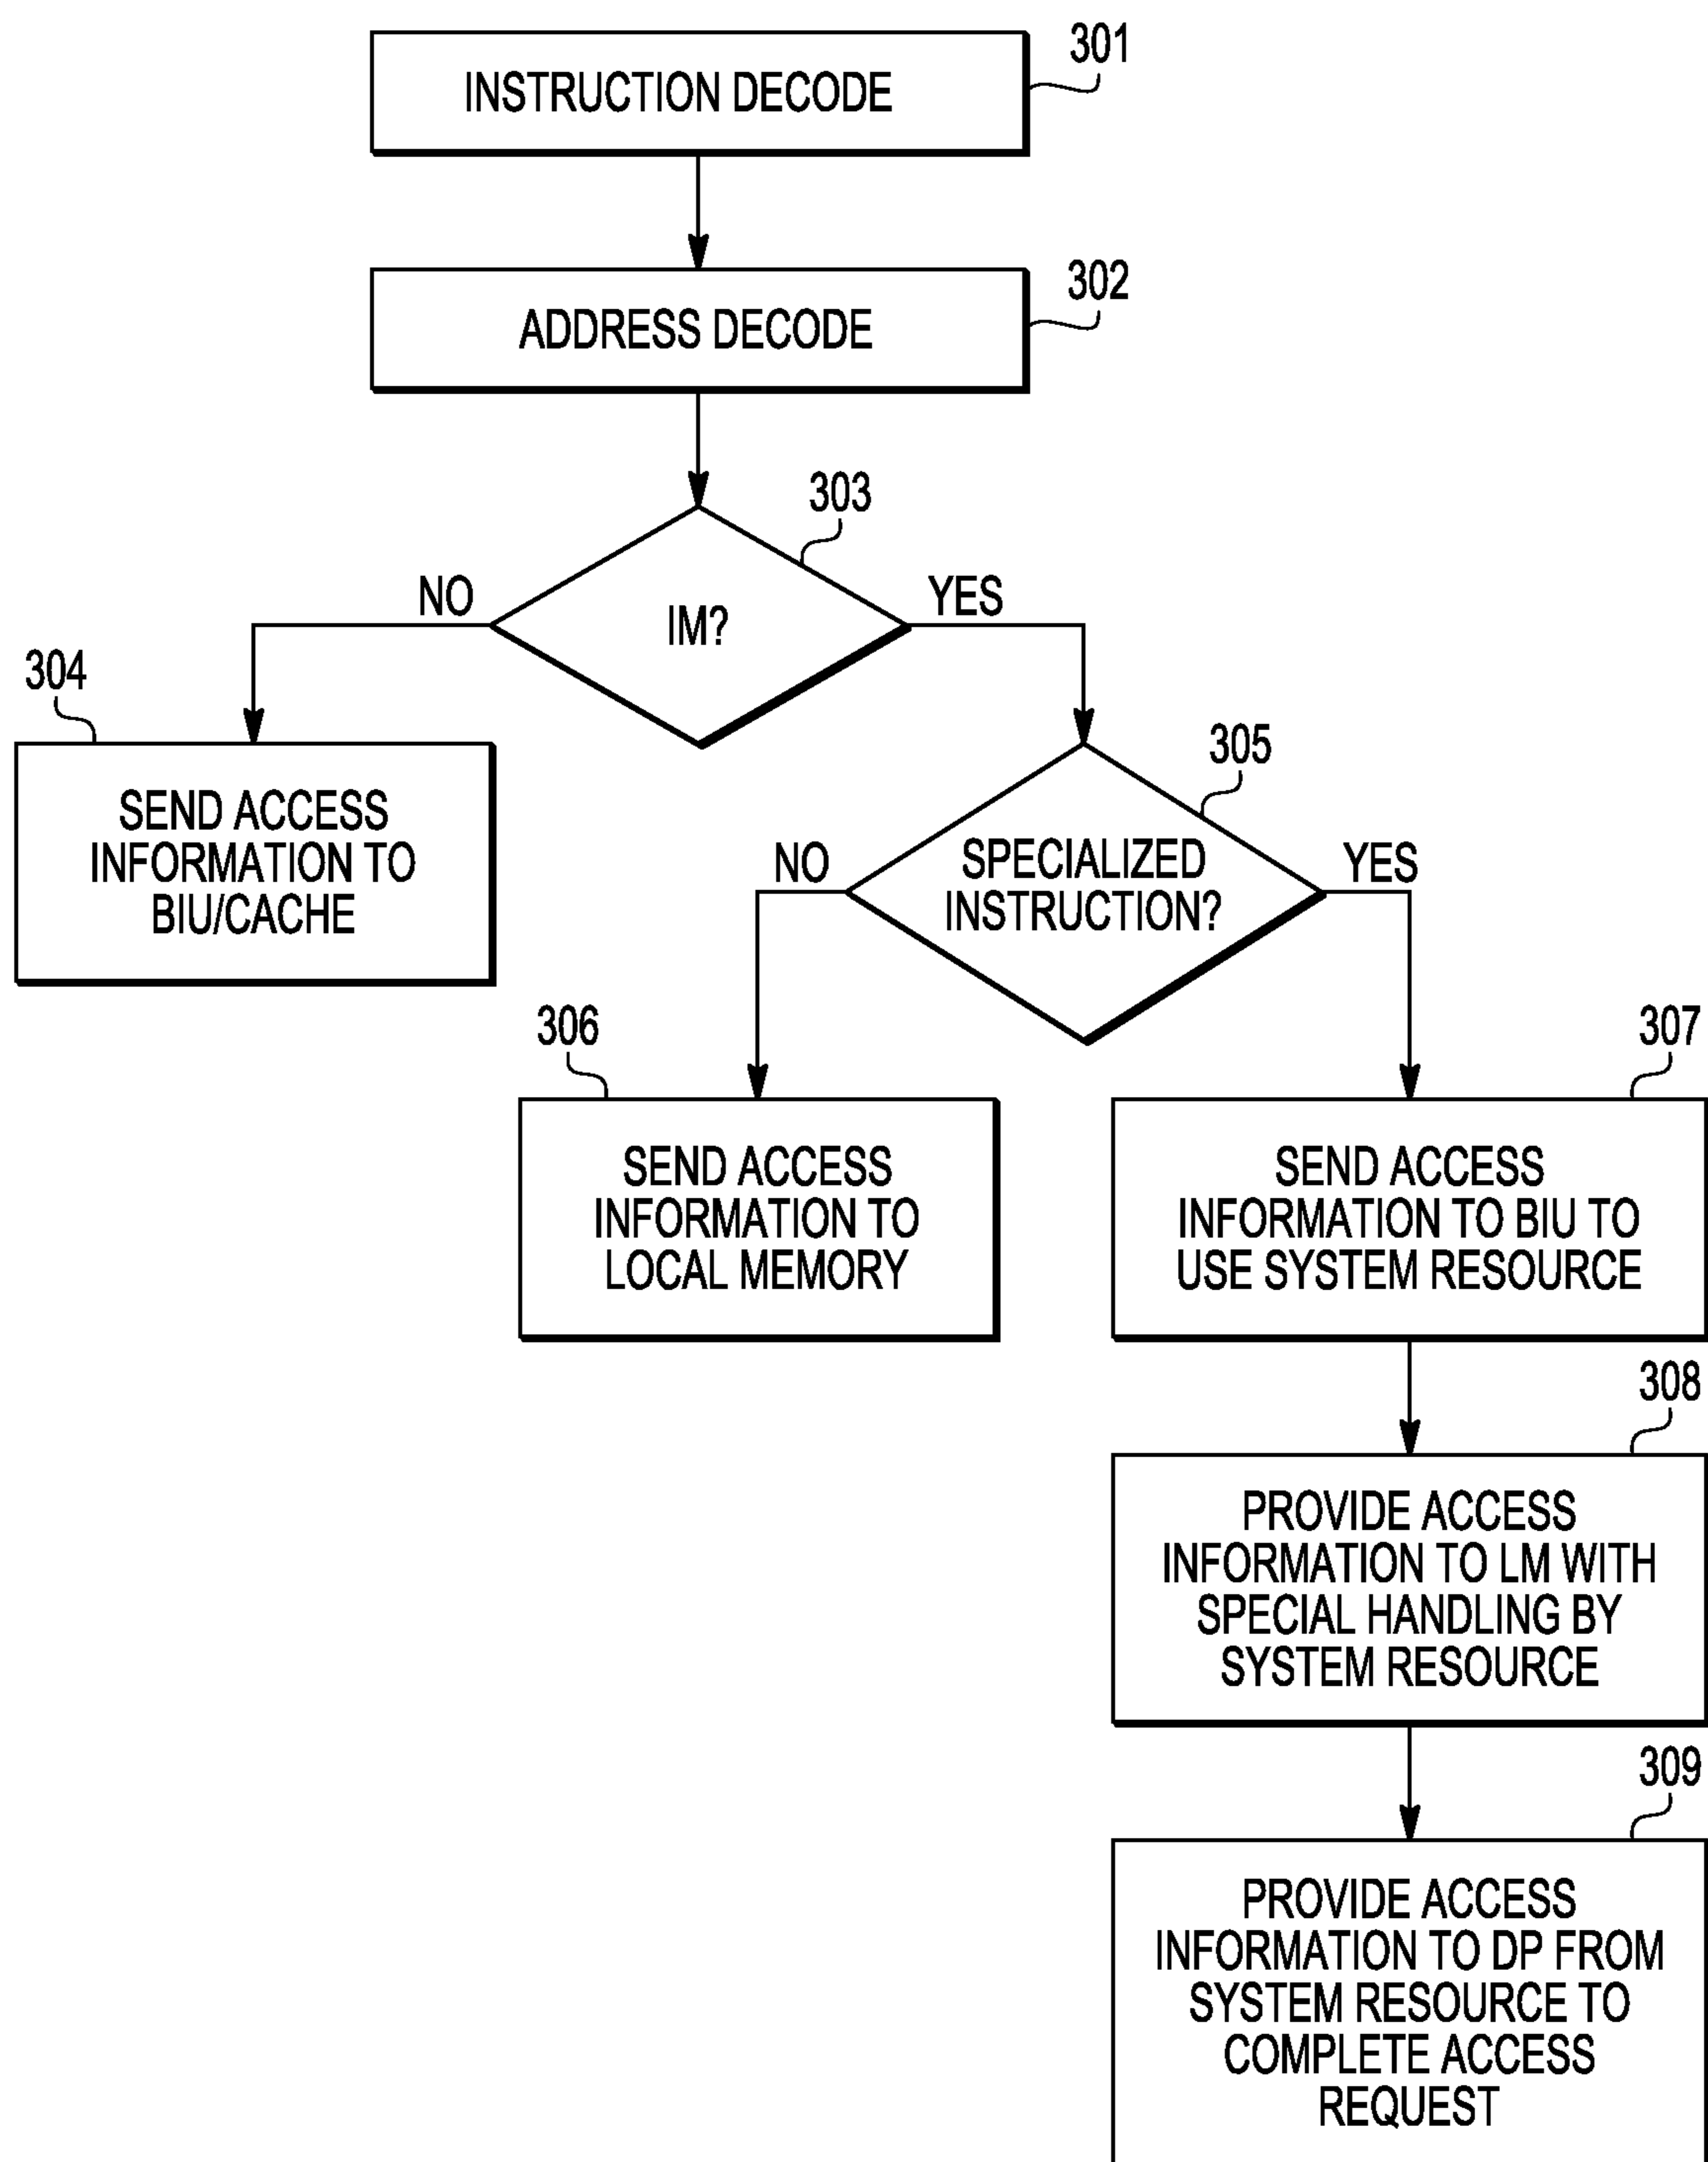 301
INSTRUCTION DECODE
302
ADDRESS DECODE
303
NO
YES
IM?
304
SEND ACCESS
INFORMATION TO
BIU/CACHE
305
NO
YES
SPECIALIZED
INSTRUCTION?
306
SEND ACCESS
INFORMATION TO
LOCAL MEMORY
307
SEND ACCESS
INFORMATION TO BIU TO
USE SYSTEM RESOURCE
308
PROVIDE ACCESS
INFORMATION TO LM WITH
SPECIAL HANDLING BY
SYSTEM RESOURCE
309
PROVIDE ACCESS
INFORMATION TO DP FROM
SYSTEM RESOURCE TO
COMPLETE ACCESS
REQUEST